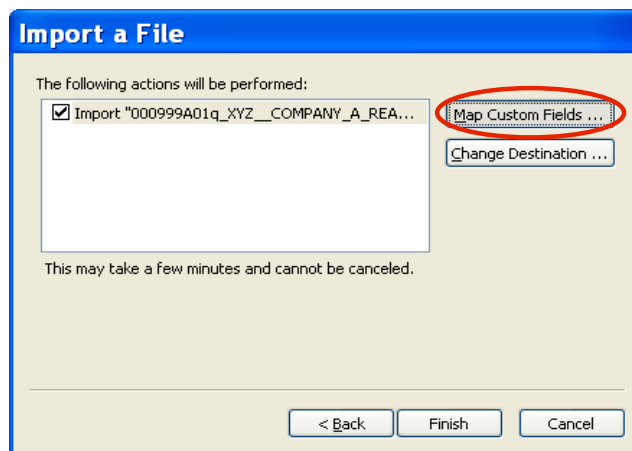 Import a File
The following actions will be performed:
Import "000999A01q_XYZ__COMPANY_A_REA...
Map Custom Fields ...
Change Destination ...
This may take a few minutes and cannot be canceled.
< Back
Finish
Cancel